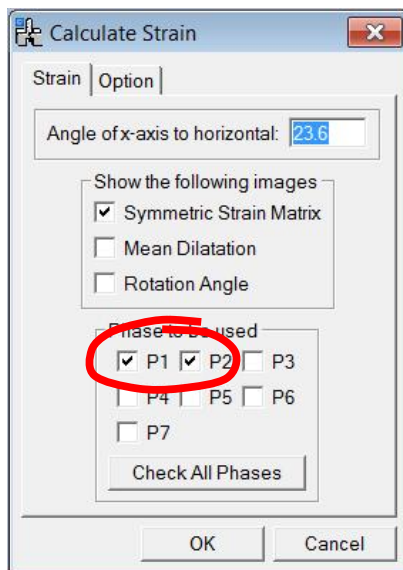 Calculate Strain
Strain Option
Angle of x-axis to horizontal: 23.6
Show the following images
Symmetric Strain Matrix
Mean Dilatation
Rotation Angle
Phase to be used
P1 P2 P3
P4 P5 P6
P7
Check All Phases
OK Cancel